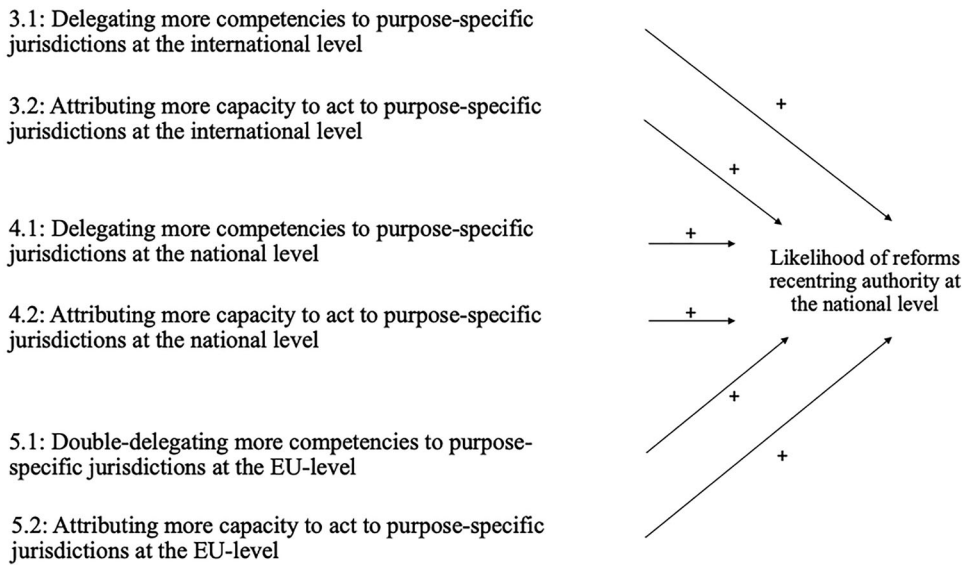 3.1: Delegating more competencies to purpose-specific
jurisdictions at the international level
+
3.2: Attributing more capacity to act to purpose-specific
jurisdictions at the international level
+
4.1: Delegating more competencies to purpose-specific
jurisdictions at the national level
+
Likelihood of reforms
recentring authority at
the national level
4.2: Attributing more capacity to act to purpose-specific
jurisdictions at the national level
+
+
5.1: Double-delegating more competencies to purpose-
specific jurisdictions at the EU-level
+
5.2: Attributing more capacity to act to purpose-specific
jurisdictions at the EU-level